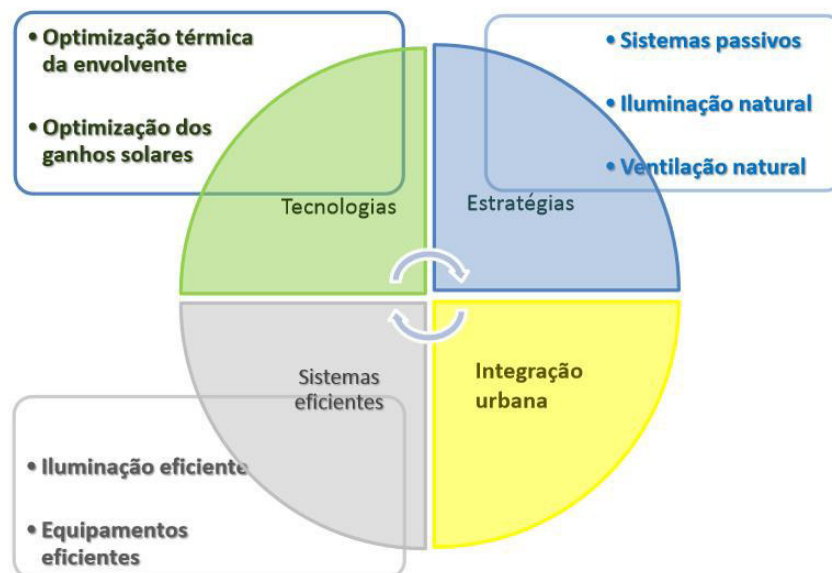 • Optimização térmica
da envolvente
• Optimização dos
ganhos solares
• Sistemas passivos
• Iluminação natural
• Ventilação natural
Tecnologias
Estratégias
Sistemas
eficientes
Integração
urbana
• Iluminação eficiente
• Equipamentos
eficientes